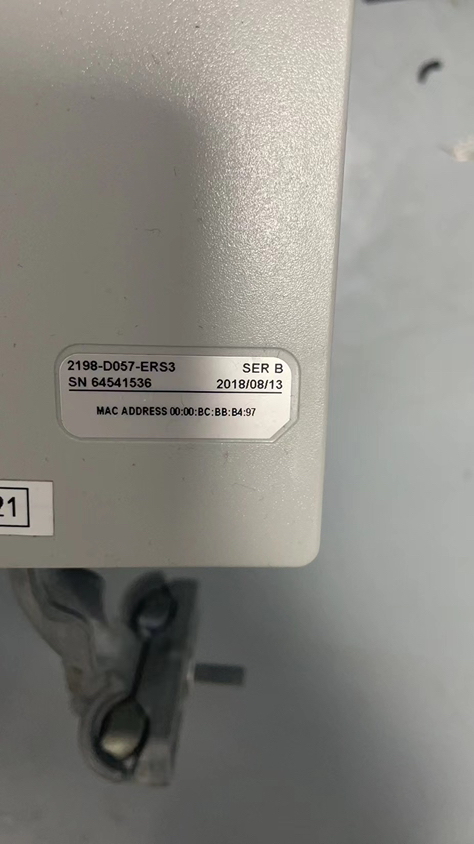 2198-D057-ERS3 SER B
SN 64541536 2018/08/13
MAC ADDRESS 00:00:BC:BB:B4:97
21